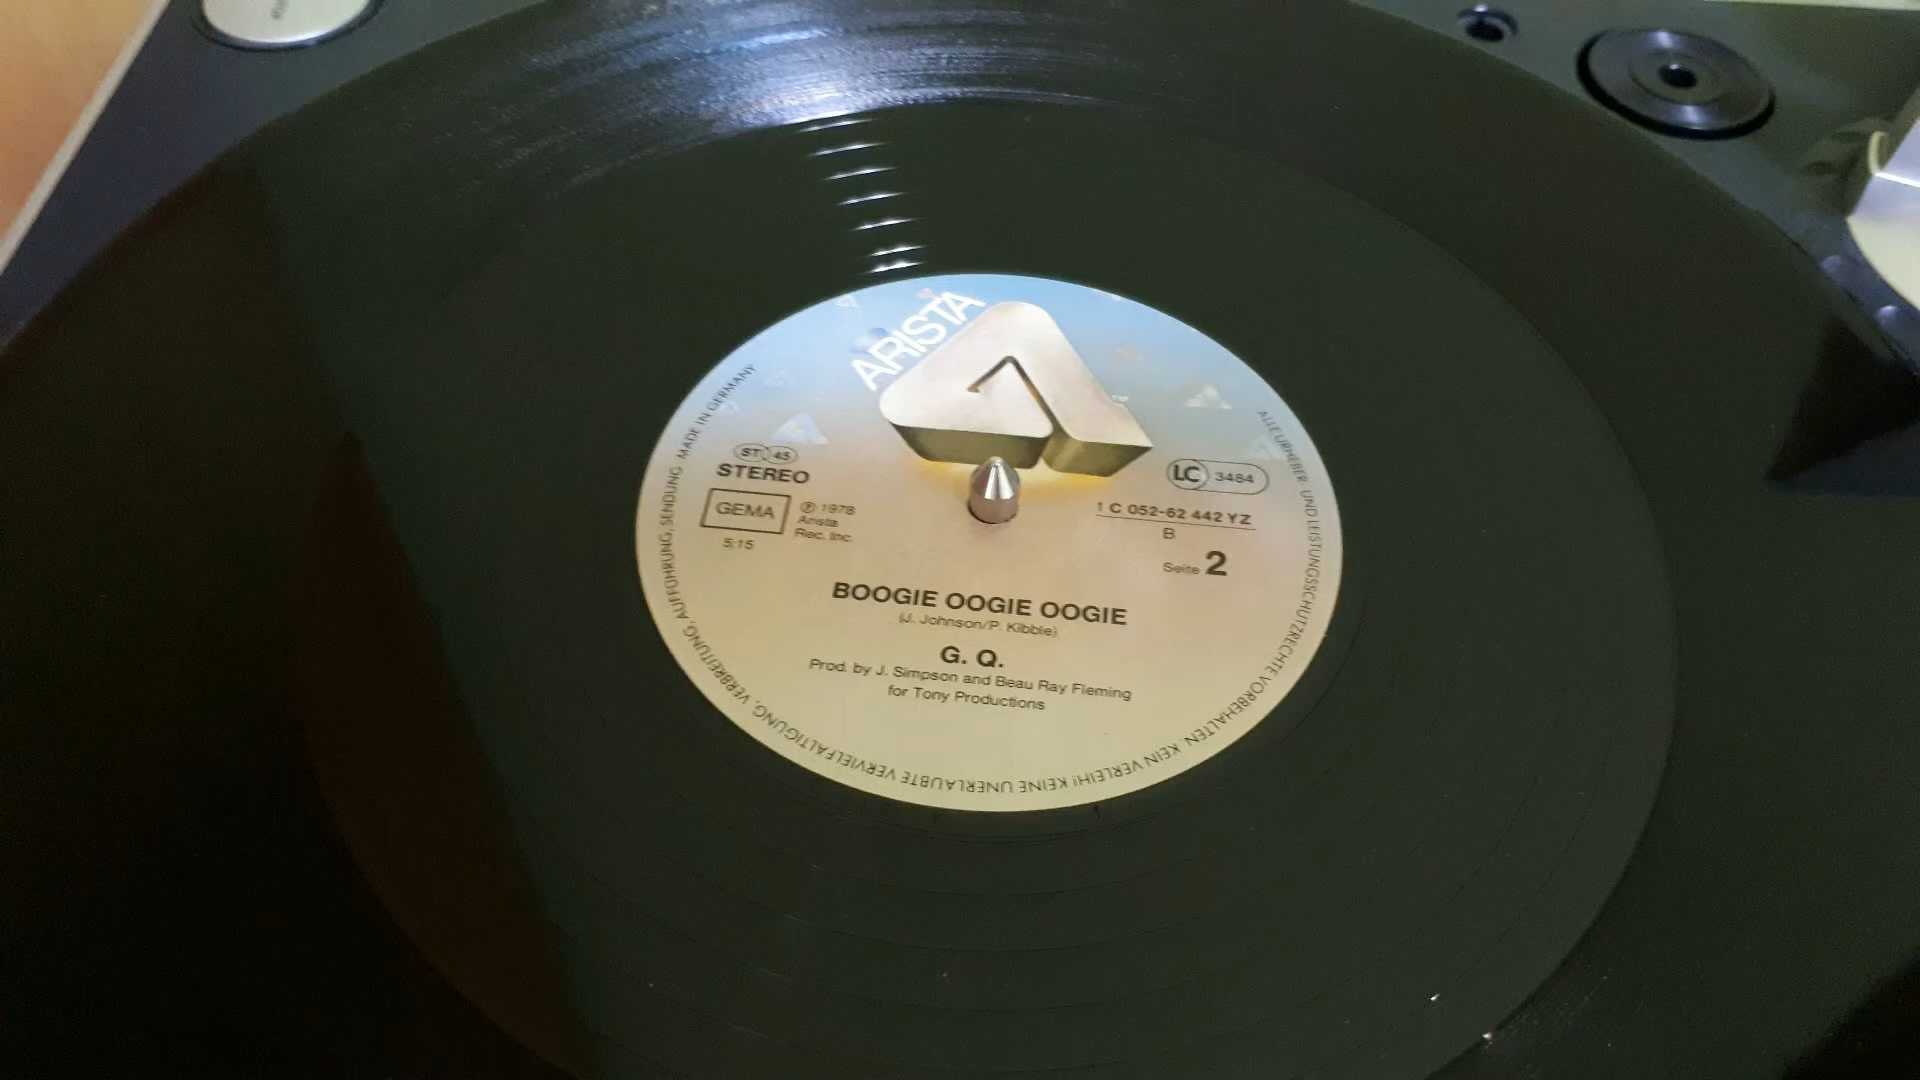 ARISTA
MADE IN GERMANY
ST 45
STEREO
GEMA
℗ 1978
Arista
Rec. Inc.
5:15
LC 3484
1 C 052-62 442 YZ
B
Seite 2
BOOGIE OOGIE OOGIE
(J. Johnson/P. Kibble)
G. Q.
Prod. by J. Simpson and Beau Ray Fleming
for Tony Productions
ALLE URHEBER- UND LEISTUNGSSCHUTZRECHTE VORBEHALTEN. KEIN VERLEIH! KEINE UNERLAUBTE VERVIELFÄLTIGUNG, VERBREITUNG, AUFFÜHRUNG, SENDUNG